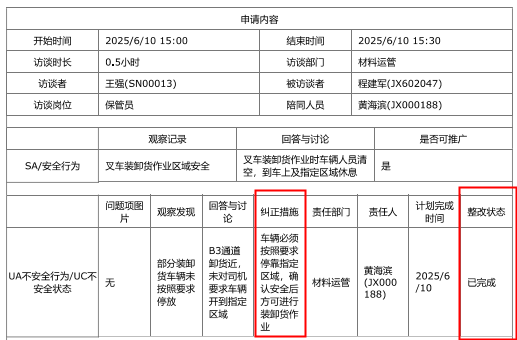 申请内容
开始时间 2025/6/10 15:00 结束时间 2025/6/10 15:30
访谈时长 0.5小时 访谈部门 材料运管
访谈者 王强(SN00013) 被访谈者 程建军(JX602047)
访谈岗位 保管员 陪同人员 黄海滨(JX000188)
观察记录 回答与讨论 是否可推广
SA/安全行为 叉车装卸货作业区域安全 叉车装卸货作业时车辆人员清
空，到车上及指定区域休息 是
问题项图
片 观察发现 回答与讨
论 纠正措施 责任部门 责任人 计划完成
时间 整改状态
UA不安全行为/UC不
安全状态
无
部分装卸
货车辆未
按照要求
停放
B3通道
卸货近，
未对司机
要求车辆
开到指定
区域
车辆必须
按照要求
停靠指定
区域，确
认安全后
方可进行
装卸货作
业
材料运管
黄海滨
(JX000
188)
2025/6
/10
已完成